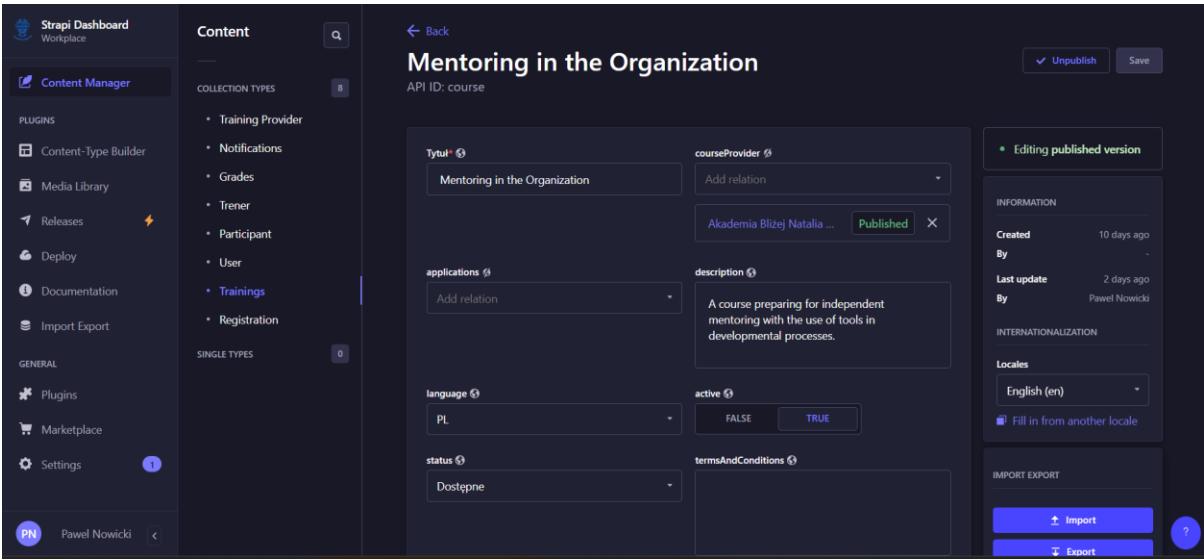 Strapi Dashboard
Workplace
Content Manager
PLUGINS
Content-Type Builder
Media Library
Releases
Deploy
Documentation
Import Export
GENERAL
Plugins
Marketplace
Settings
1
PN
Pawel Nowicki
Content
COLLECTION TYPES
8
Training Provider
Notifications
Grades
Trener
Participant
User
Trainings
Registration
SINGLE TYPES
0
Back
Mentoring in the Organization
API ID: course
Unpublish
Save
Tytuł*
Mentoring in the Organization
courseProvider
Add relation
Akademia Bliżej Natalia ...
Published
applications
Add relation
description
A course preparing for independent
mentoring with the use of tools in
developmental processes.
language
PL
active
FALSE
TRUE
status
Dostępne
termsAndConditions
Editing published version
INFORMATION
Created
10 days ago
By
-
Last update
2 days ago
By
Pawel Nowicki
INTERNATIONALIZATION
Locales
English (en)
Fill in from another locale
IMPORT EXPORT
Import
Export
?